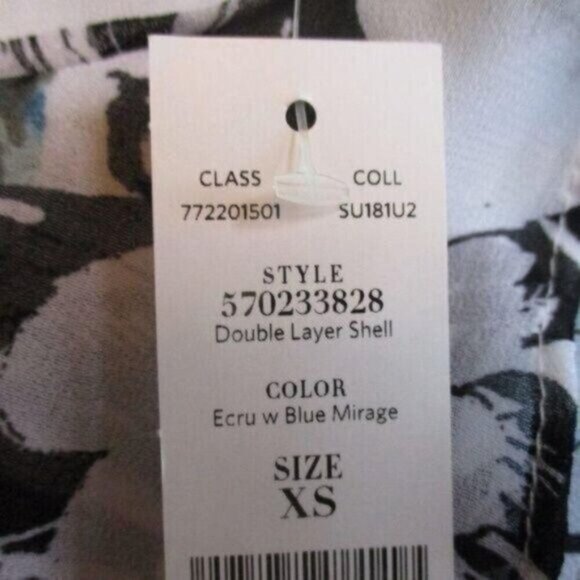 CLASS COLL
772201501 SU181U2
STYLE
570233828
Double Layer Shell
COLOR
Ecru w Blue Mirage
SIZE
XS